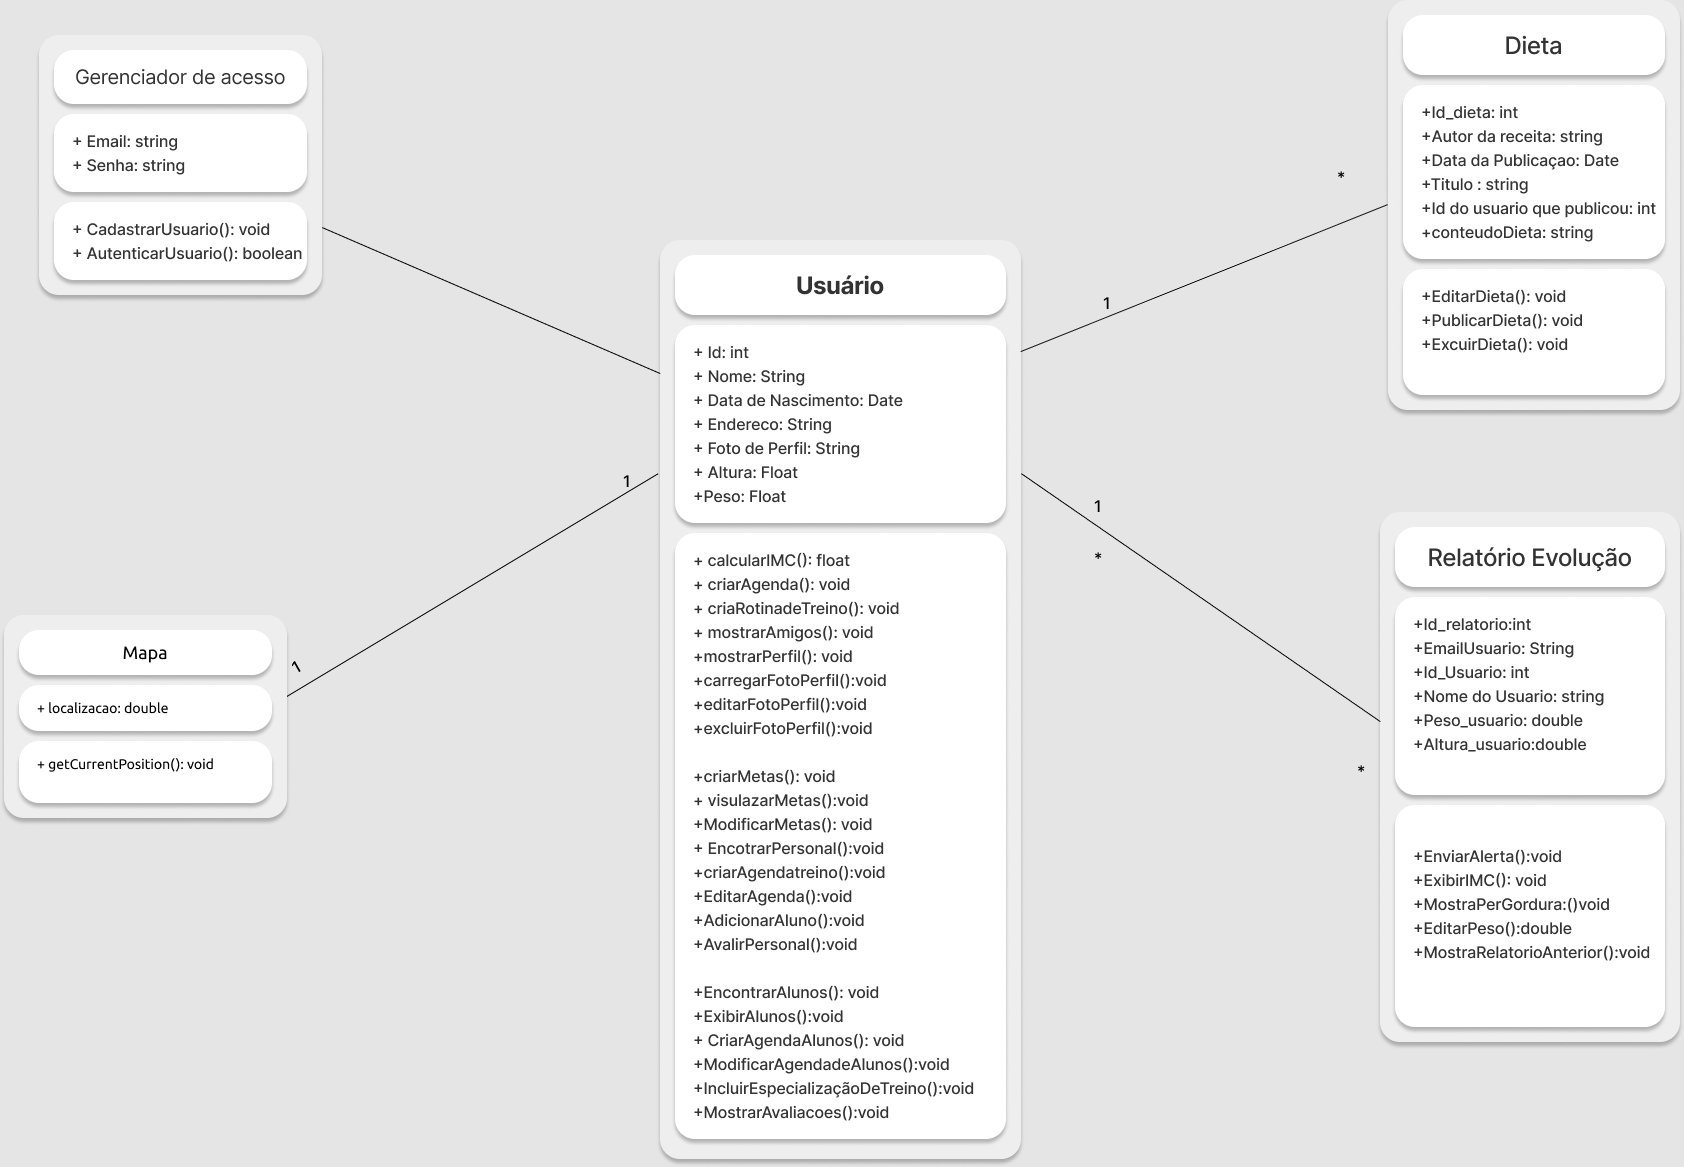 Gerenciador de acesso
+ Email: string
+ Senha: string
+ CadastrarUsuario(): void
+ AutenticarUsuario(): boolean
Mapa
+ localizacao: double
+ getCurrentPosition(): void
1
1
Usuário
+ Id: int
+ Nome: String
+ Data de Nascimento: Date
+ Endereco: String
+ Foto de Perfil: String
+ Altura: Float
+Peso: Float
+ calcularIMC(): float
+ criarAgenda(): void
+ criaRotinadeTreino(): void
+ mostrarAmigos(): void
+mostrarPerfil(): void
+carregarFotoPerfil():void
+editarFotoPerfil():void
+excluirFotoPerfil():void
+criarMetas(): void
+ visulazarMetas():void
+ModificarMetas(): void
+ EncotrarPersonal():void
+criarAgendatreino():void
+EditarAgenda():void
+AdicionarAluno():void
+AvalirPersonal():void
+EncontrarAlunos(): void
+ExibirAlunos():void
+ CriarAgendaAlunos(): void
+ModificarAgendadeAlunos():void
+IncluirEspecializaçãoDeTreino():void
+MostrarAvaliacoes():void
1
*
1
*
*
Dieta
+Id_dieta: int
+Autor da receita: string
+Data da Publicaçao: Date
+Titulo : string
+Id do usuario que publicou: int
+conteudoDieta: string
+EditarDieta(): void
+PublicarDieta(): void
+ExcuirDieta(): void
Relatório Evolução
+Id_relatorio:int
+EmailUsuario: String
+Id_Usuario: int
+Nome do Usuario: string
+Peso_usuario: double
+Altura_usuario:double
+EnviarAlerta():void
+ExibirIMC(): void
+MostraPerGordura:()void
+EditarPeso():double
+MostraRelatorioAnterior():void